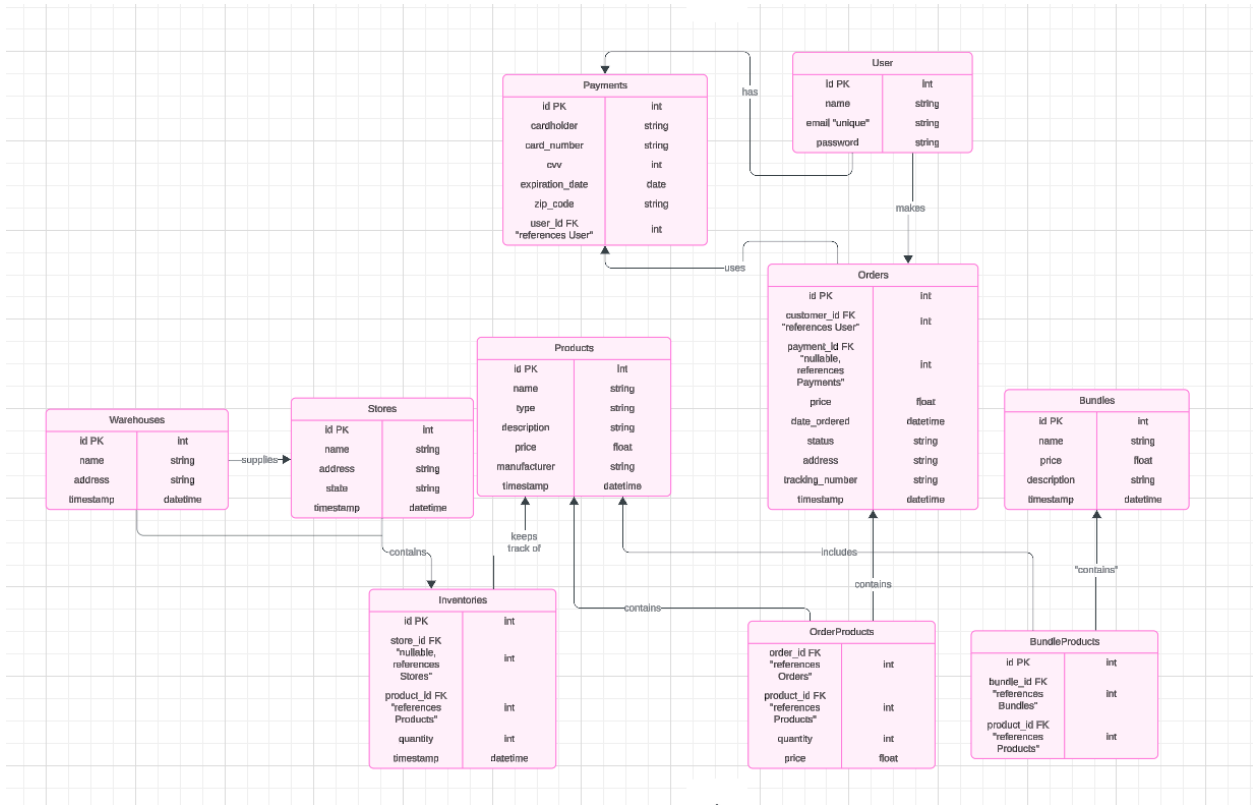 Payments
id PK int
cardholder string
card_number string
cvv int
expiration_date date
zip_code string
user_id FK
"references User" int
has
User
id PK int
name string
email "unique" string
password string
makes
uses
Orders
id PK int
customer_id FK
"references User" int
payment_id FK
"nullable,
references
Payments" int
price float
date_ordered datetime
status string
address string
tracking_number string
timestamp datetime
Products
id PK int
name string
type string
description string
price float
manufacturer string
timestamp datetime
Warehouses
id PK int
name string
address string
timestamp datetime
supplies
Stores
id PK int
name string
address string
state string
timestamp datetime
Bundles
id PK int
name string
price float
description string
timestamp datetime
contains
keeps
track of
includes
contains
contains
"contains"
Inventories
id PK int
store_id FK
"nullable,
references
Stores" int
product_id FK
"references
Products" int
quantity int
timestamp datetime
OrderProducts
order_id FK
"references
Orders" int
product_id FK
"references
Products" int
quantity int
price float
BundleProducts
id PK int
bundle_id FK
"references
Bundles" int
product_id FK
"references
Products" int